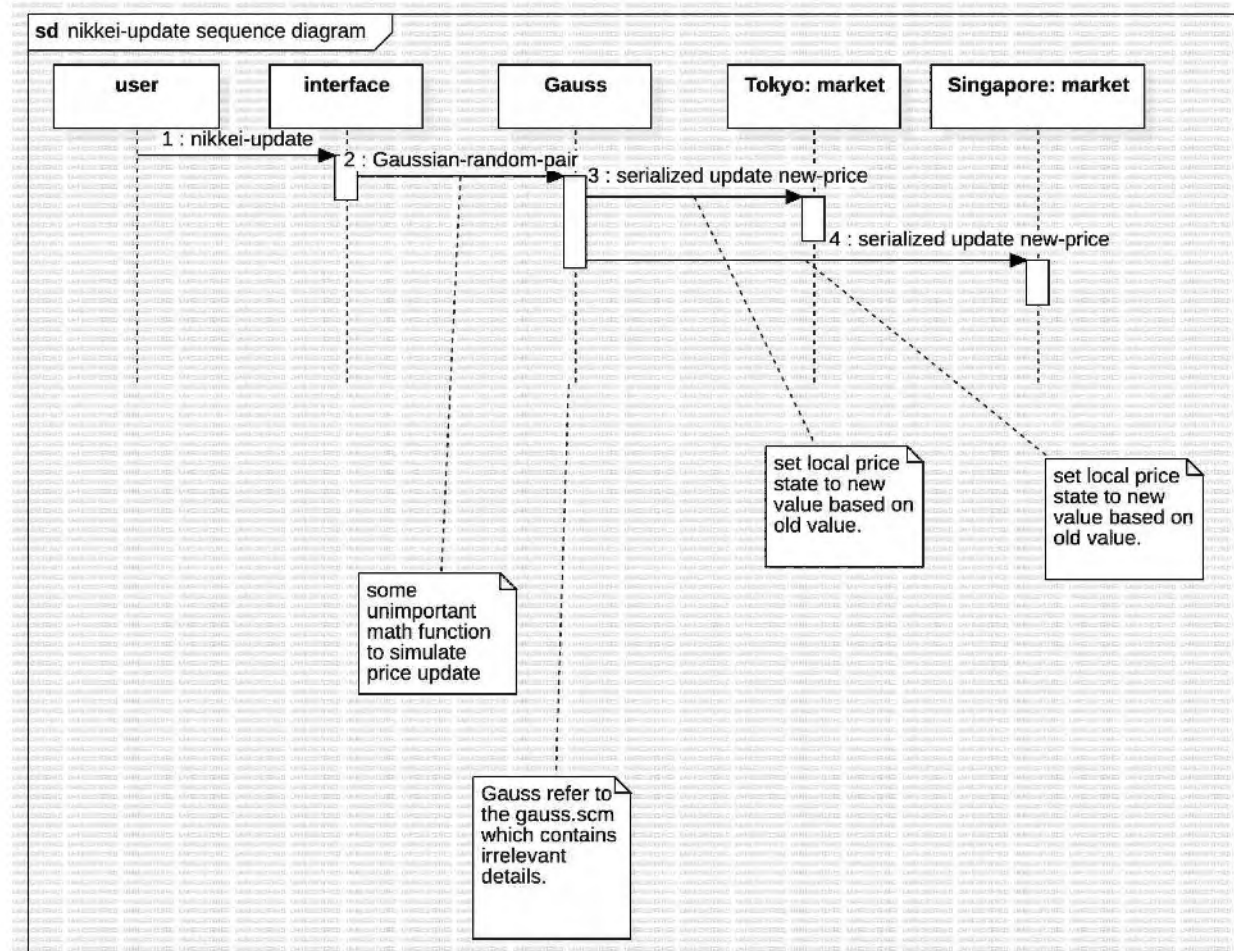 sd nikkei-update sequence diagram
user
interface
Gauss
Tokyo: market
Singapore: market
1 : nikkei-update
2 : Gaussian-random-pair
3 : serialized update new-price
4 : serialized update new-price
set local price
state to new
value based on
old value.
set local price
state to new
value based on
old value.
some
unimportant
math function
to simulate
price update
Gauss refer to
the gauss.scm
which contains
irrelevant
details.